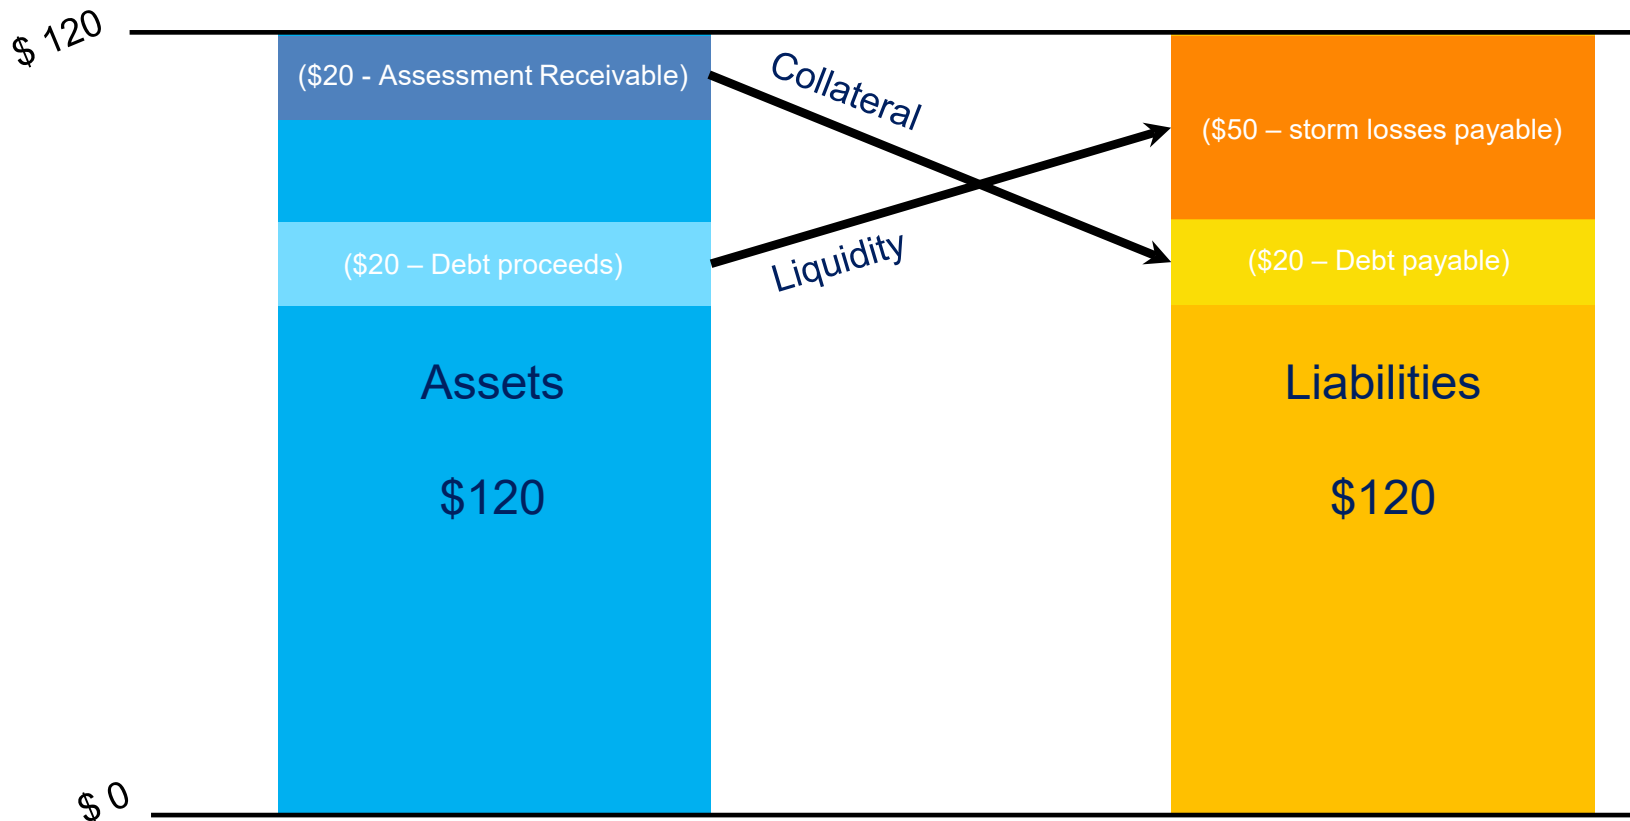 $ 120
($20 - Assessment Receivable)
Collateral
($50 – storm losses payable)
($20 – Debt proceeds)
Liquidity
($20 – Debt payable)
Assets
Liabilities
$120
$120
$ 0